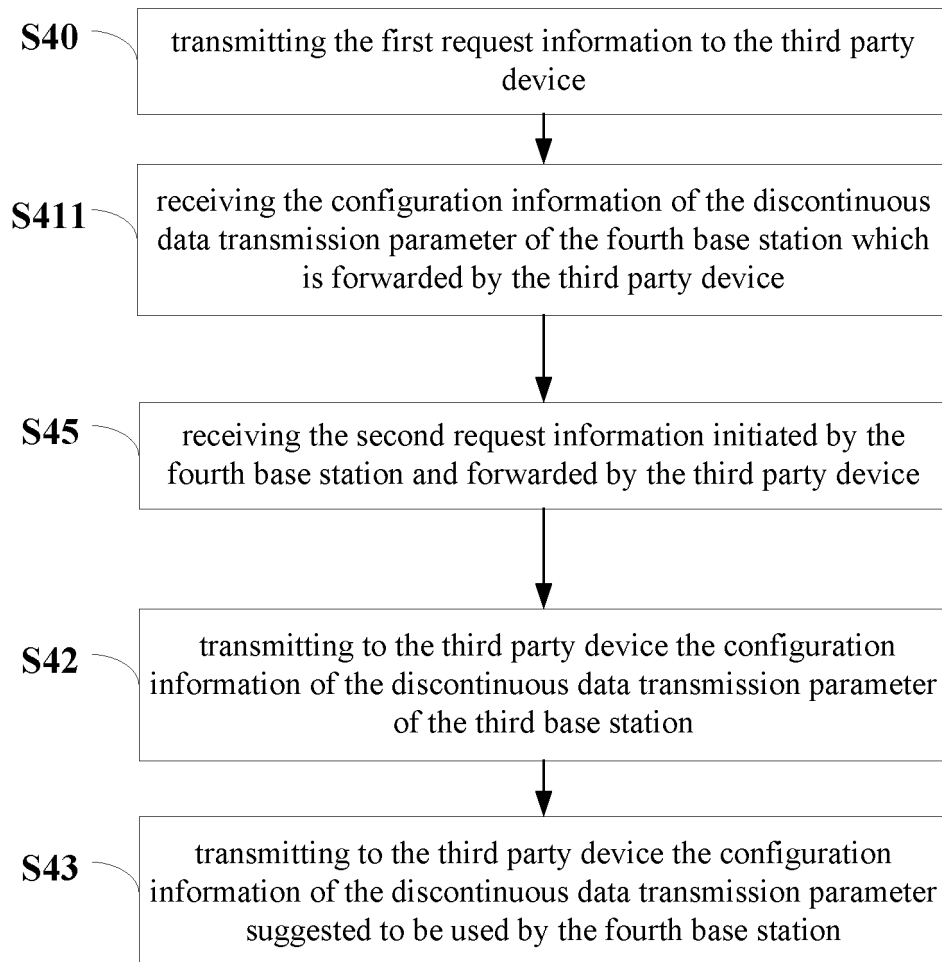 S40
transmitting the first request information to the third party
device
S411
receiving the configuration information of the discontinuous
data transmission parameter of the fourth base station which
is forwarded by the third party device
S45
receiving the second request information initiated by the
fourth base station and forwarded by the third party device
S42
transmitting to the third party device the configuration
information of the discontinuous data transmission parameter
of the third base station
S43
transmitting to the third party device the configuration
information of the discontinuous data transmission parameter
suggested to be used by the fourth base station